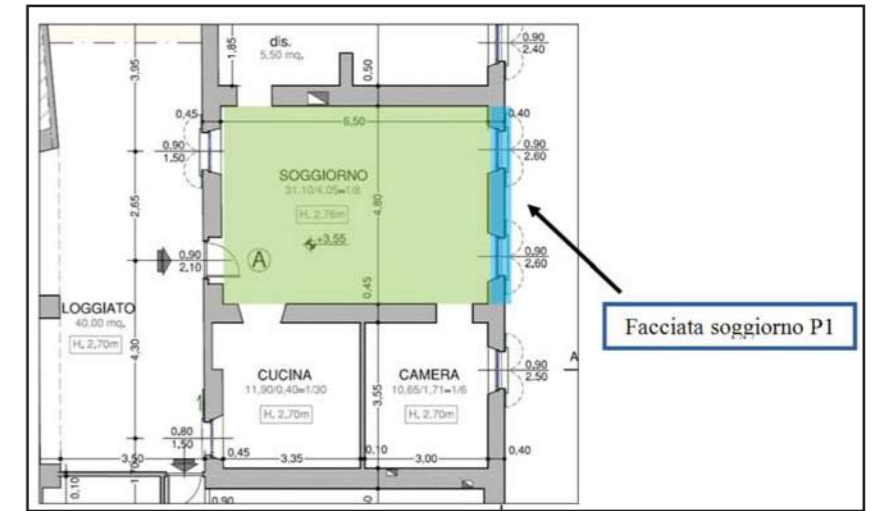 dis.
5,50 mq.
1,85
0,50
0.90
2.40
3,95
0,45
5,50
0,40
0.90
1.50
0.90
2.60
SOGGIORNO
31,10/4.05=1/8
H. 2.76m
4,80
2,65
+3,55
0.90
2.10
A
0.90
2.60
0,45
LOGGIATO
40,00 mq.
H. 2,70m
Facciata soggiorno P1
4,30
CUCINA
11,90/0,40=1/30
H. 2,70m
3,55
CAMERA
10,65/1,71=1/6
H. 2,70m
0.90
2.50
A
1
0.80
1.50
3,50
0,45
3,35
0,10
3,00
0,40
0,10
0.90